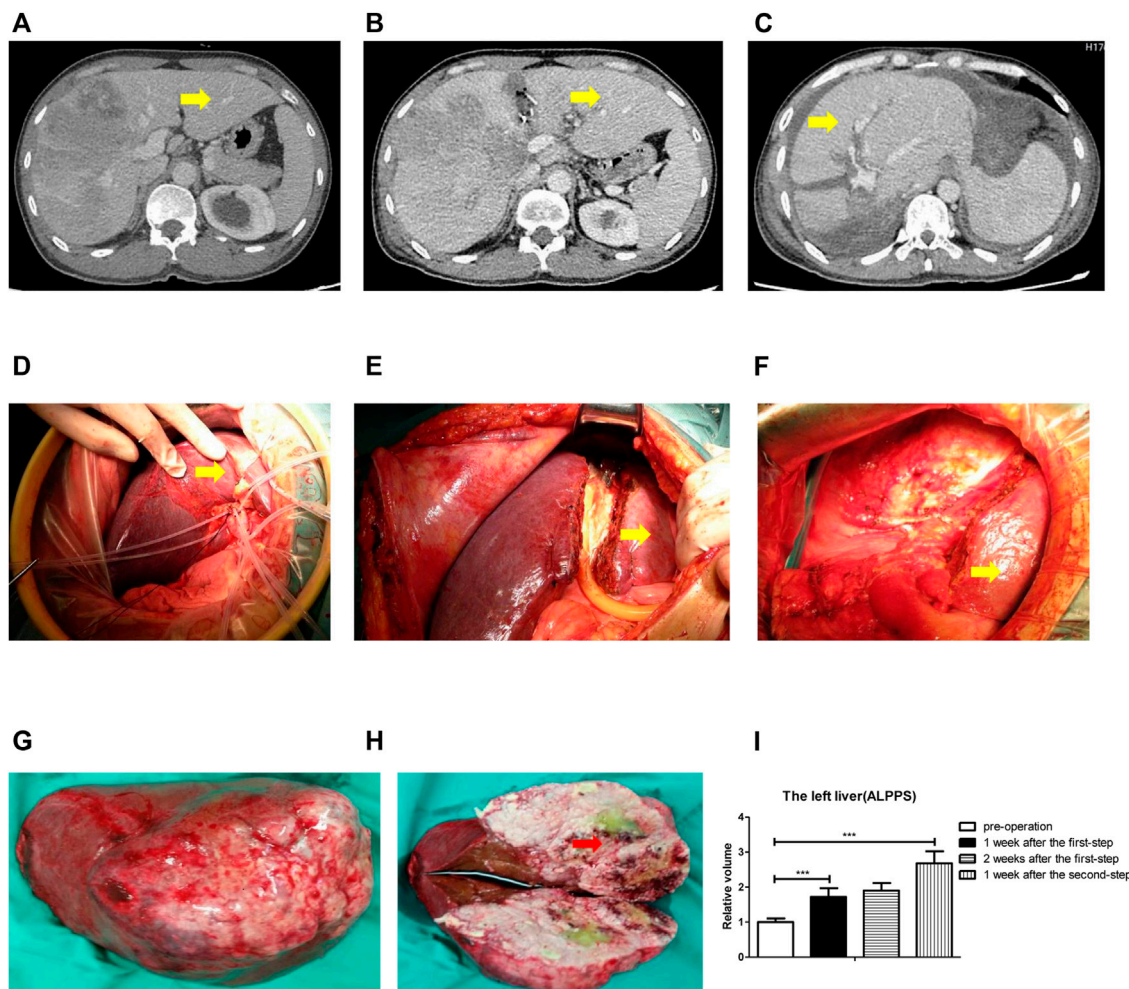 A
B
C
H17
D
E
F
G
H
I
The left liver(ALPPS)
Relative volume
4
3
2
1
0
***
***
pre-operation
1 week after the first-step
2 weeks after the first-step
1 week after the second-step